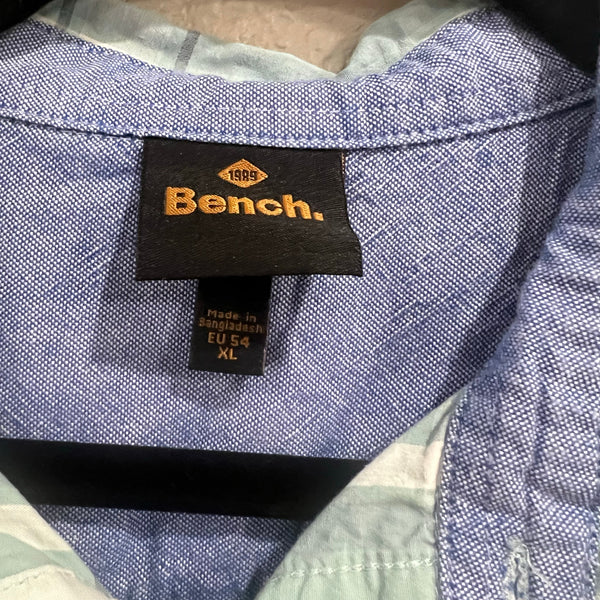 1989
Bench.
Made in
Bangladesh
EU 54
XL